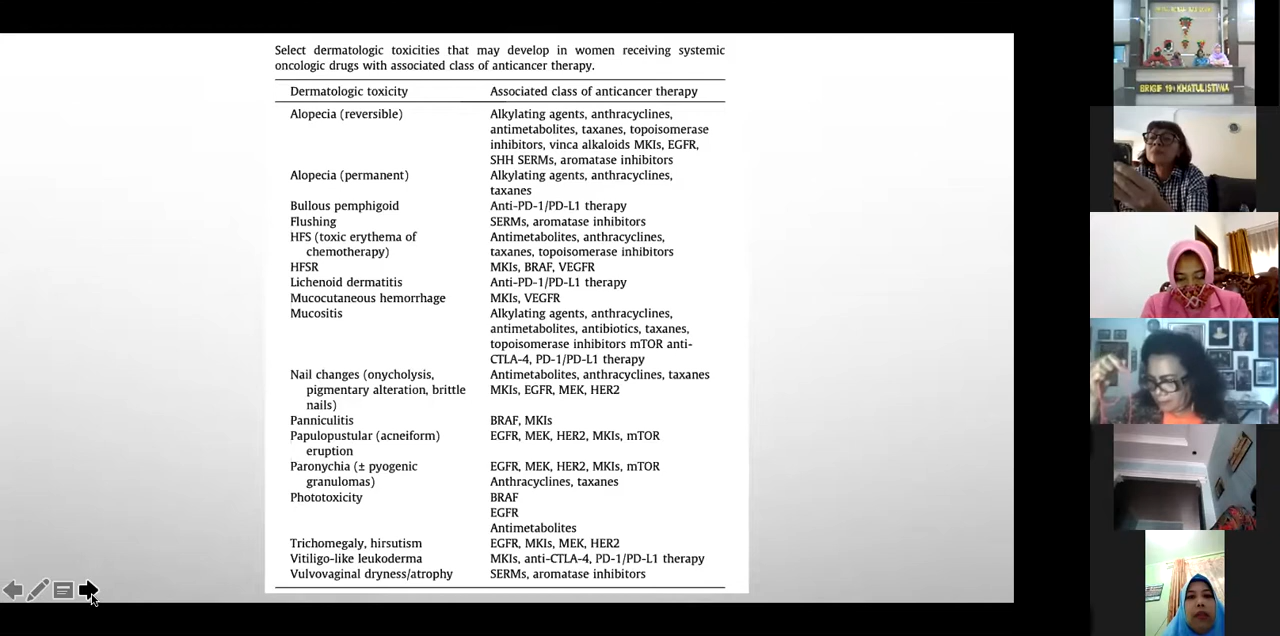 Select dermatologic toxicities that may develop in women receiving systemic
oncologic drugs with associated class of anticancer therapy.
Dermatologic toxicity Associated class of anticancer therapy
Alopecia (reversible) Alkylating agents, anthracyclines,
antimetabolites, taxanes, topoisomerase
inhibitors, vinca alkaloids MKIs, EGFR,
SHH SERMs, aromatase inhibitors
Alopecia (permanent) Alkylating agents, anthracyclines,
taxanes
Bullous pemphigoid Anti-PD-1/PD-L1 therapy
Flushing SERMs, aromatase inhibitors
HFS (toxic erythema of Antimetabolites, anthracyclines,
chemotherapy) taxanes, topoisomerase inhibitors
HFSR MKIs, BRAF, VEGFR
Lichenoid dermatitis Anti-PD-1/PD-L1 therapy
Mucocutaneous hemorrhage MKIs, VEGFR
Mucositis Alkylating agents, anthracyclines,
antimetabolites, antibiotics, taxanes,
topoisomerase inhibitors mTOR anti-
CTLA-4, PD-1/PD-L1 therapy
Nail changes (onycholysis, Antimetabolites, anthracyclines, taxanes
pigmentary alteration, brittle MKIs, EGFR, MEK, HER2
nails)
Panniculitis BRAF, MKIs
Papulopustular (acneiform) EGFR, MEK, HER2, MKIs, mTOR
eruption
Paronychia (± pyogenic EGFR, MEK, HER2, MKIs, mTOR
granulomas) Anthracyclines, taxanes
Phototoxicity BRAF
EGFR
Antimetabolites
Trichomegaly, hirsutism EGFR, MKIs, MEK, HER2
Vitiligo-like leukoderma MKIs, anti-CTLA-4, PD-1/PD-L1 therapy
Vulvovaginal dryness/atrophy SERMs, aromatase inhibitors
BRIGIF 19 KHATULISTIWA